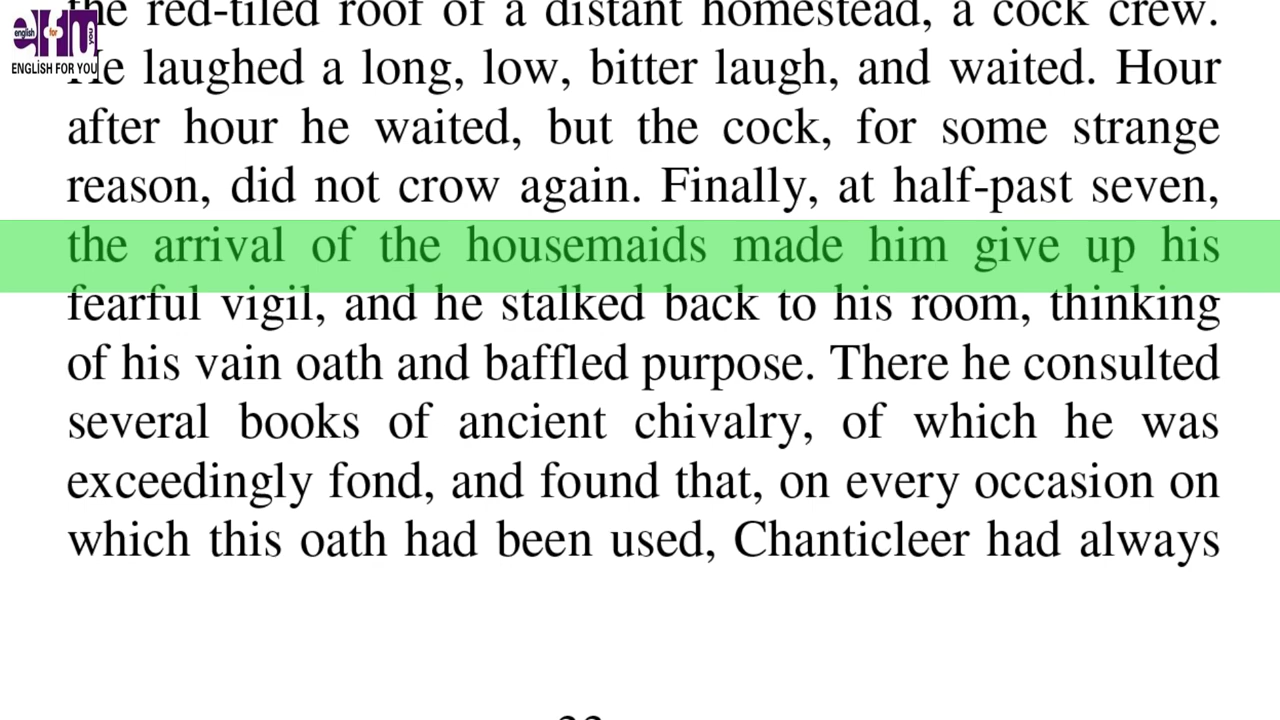 the red-tiled roof of a distant homestead, a cock crew.
english for you
ENGLISH FOR YOU
He laughed a long, low, bitter laugh, and waited. Hour
after hour he waited, but the cock, for some strange
reason, did not crow again. Finally, at half-past seven,
the arrival of the housemaids made him give up his
fearful vigil, and he stalked back to his room, thinking
of his vain oath and baffled purpose. There he consulted
several books of ancient chivalry, of which he was
exceedingly fond, and found that, on every occasion on
which this oath had been used, Chanticleer had always